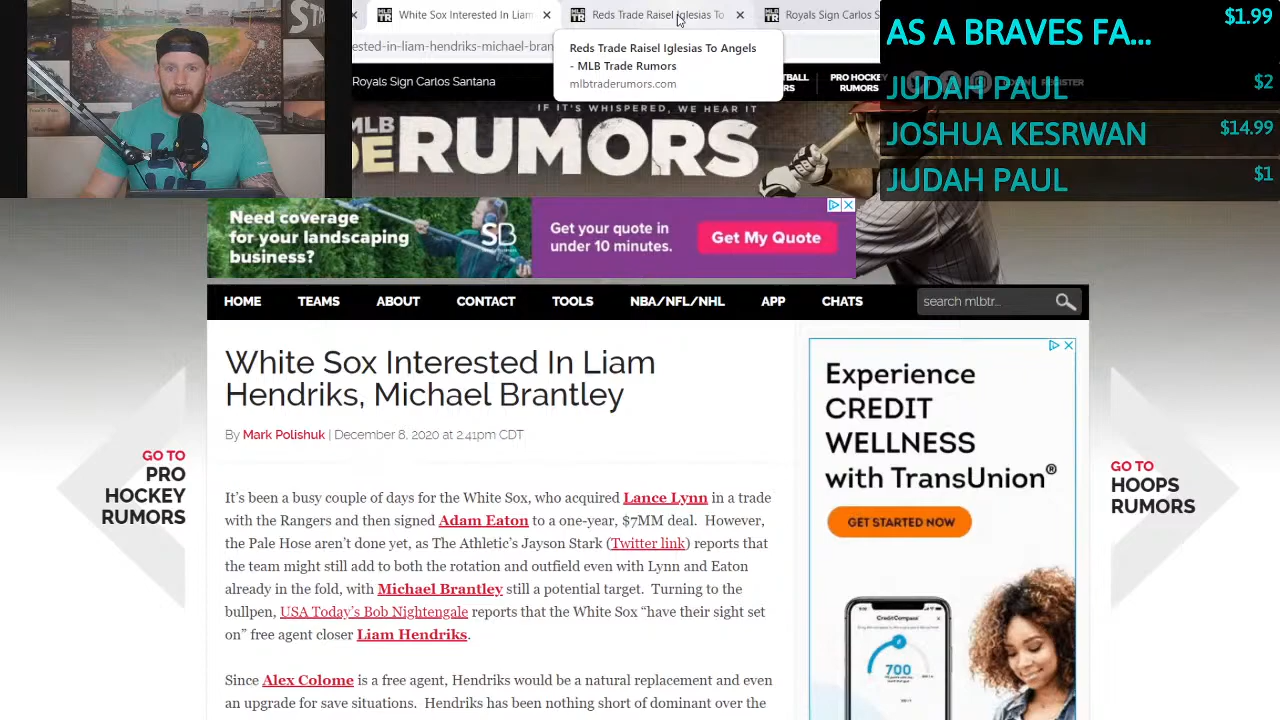 White Sox Interested In Liam
Reds Trade Raisel Iglesias To
Royals Sign Carlos S
ested-in-liam-hendriks-michael-bran
Reds Trade Raisel Iglesias To Angels
- MLB Trade Rumors
mlbtraderumors.com
AS A BRAVES FA...
$1.99
JUDAH PAUL
$2
JOSHUA KESRWAN
$14.99
JUDAH PAUL
$1
Royals Sign Carlos Santana
PRO HOCKEY
RUMORS
IF IT'S WHISPERED, WE HEAR IT
MLB
DE RUMORS
Need coverage
for your landscaping
business?
SB
Get your quote in
under 10 minutes.
Get My Quote
HOME
TEAMS
ABOUT
CONTACT
TOOLS
NBA/NFL/NHL
APP
CHATS
search mlbtr...
White Sox Interested In Liam
Hendriks, Michael Brantley
By Mark Polishuk | December 8, 2020 at 2:41pm CDT
It's been a busy couple of days for the White Sox, who acquired Lance Lynn in a trade
with the Rangers and then signed Adam Eaton to a one-year, $7MM deal. However,
the Pale Hose aren't done yet, as The Athletic's Jayson Stark (Twitter link) reports that
the team might still add to both the rotation and outfield even with Lynn and Eaton
already in the fold, with Michael Brantley still a potential target. Turning to the
bullpen, USA Today's Bob Nightengale reports that the White Sox "have their sight set
on" free agent closer Liam Hendriks.
Since Alex Colome is a free agent, Hendriks would be a natural replacement and even
an upgrade for save situations. Hendriks has been nothing short of dominant over the
GO TO
PRO
HOCKEY
RUMORS
Experience
CREDIT
WELLNESS
with TransUnion®
GET STARTED NOW
CreditCompass
700
GO TO
HOOPS
RUMORS